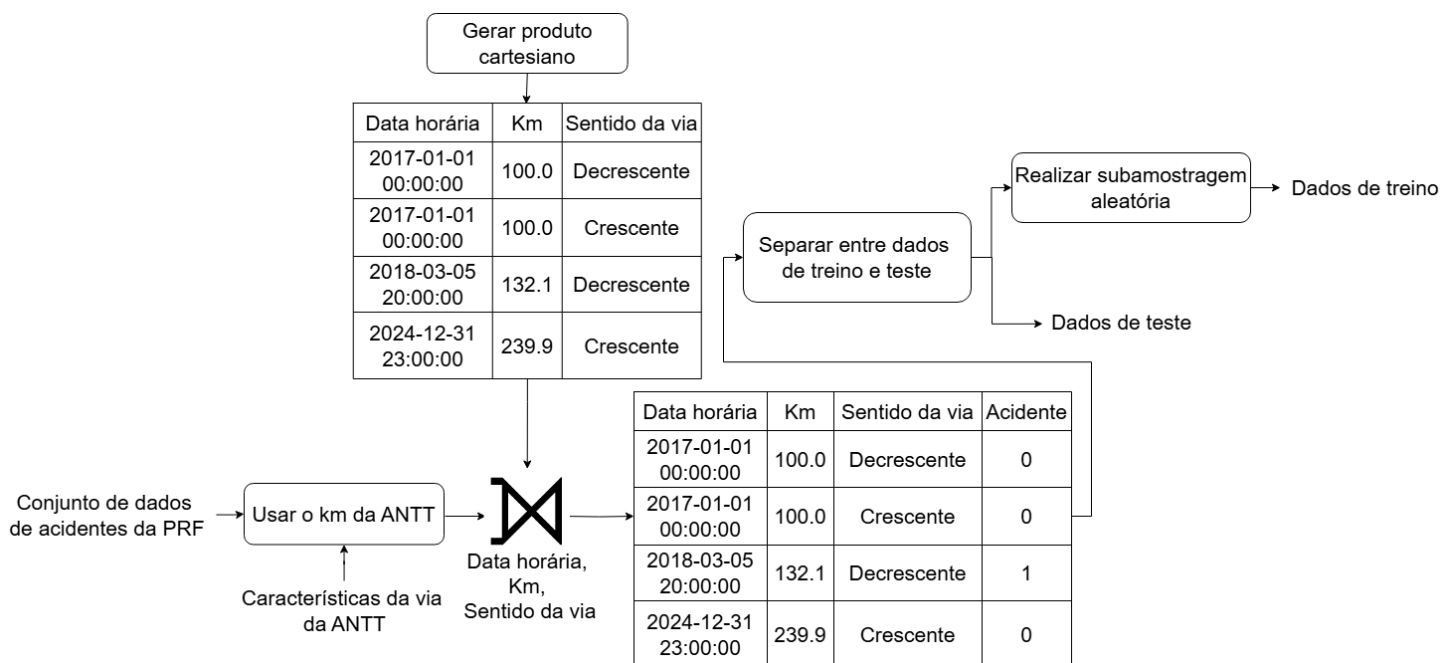 Gerar produto
cartesiano
Data horária Km Sentido da via
2017-01-01
00:00:00 100.0 Decrescente
2017-01-01
00:00:00 100.0 Crescente
2018-03-05
20:00:00 132.1 Decrescente
2024-12-31
23:00:00 239.9 Crescente
Conjunto de dados
de acidentes da PRF
Usar o km da ANTT
Características da via
da ANTT
Data horária,
Km,
Sentido da via
Data horária Km Sentido da via Acidente
2017-01-01
00:00:00 100.0 Decrescente 0
2017-01-01
00:00:00 100.0 Crescente 0
2018-03-05
20:00:00 132.1 Decrescente 1
2024-12-31
23:00:00 239.9 Crescente 0
Separar entre dados
de treino e teste
Realizar subamostragem
aleatória
Dados de treino
Dados de teste